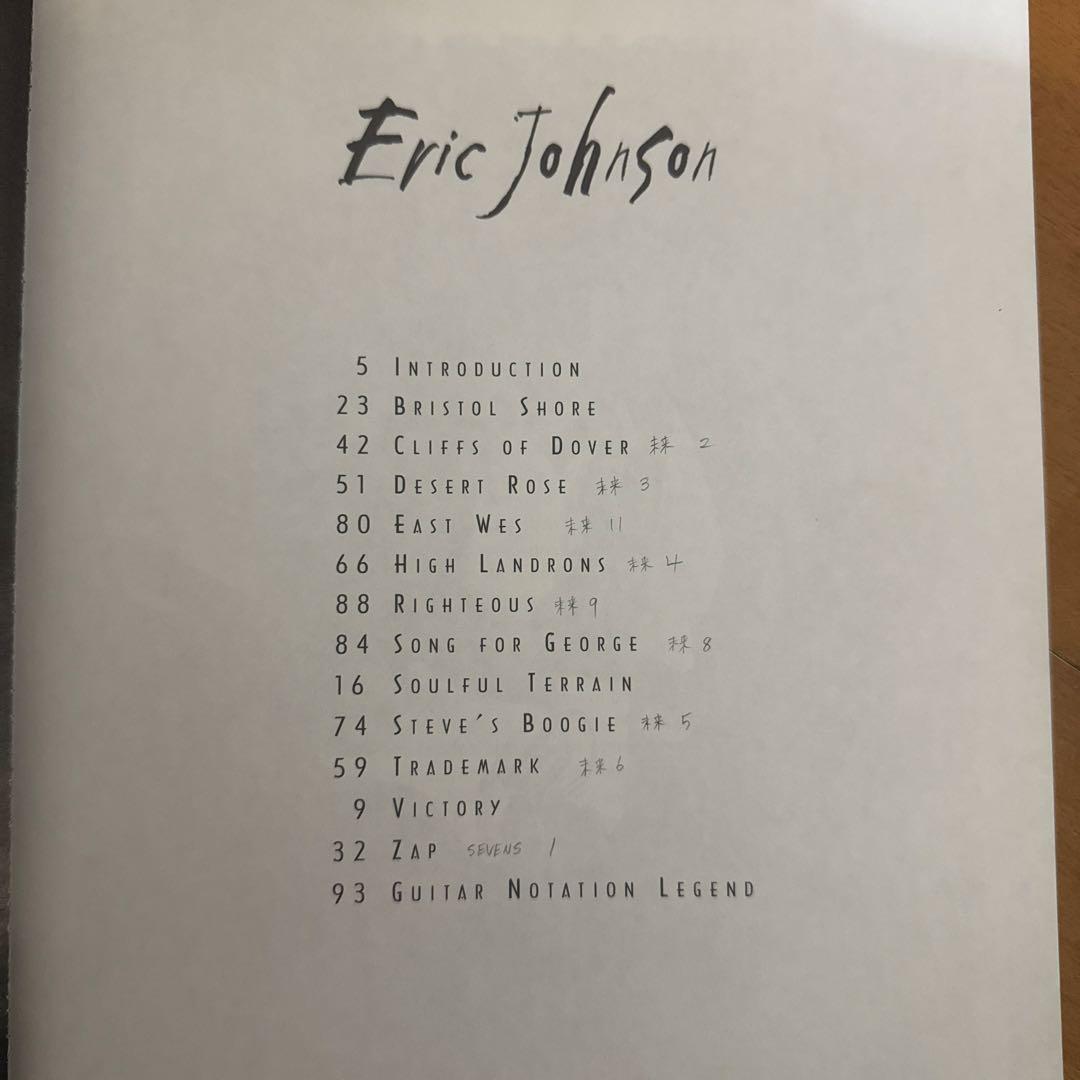 Eric Johnson
5 INTRODUCTION
23 BRISTOL SHORE
42 CLIFFS OF DOVER 未来 2
51 DESERT ROSE 未来 3
80 EAST WES 未来 11
66 HIGH LANDRONS 未来 4
88 RIGHTEOUS 未来 9
84 SONG FOR GEORGE 未来 8
16 SOULFUL TERRAIN
74 STEVE'S BOOGIE 未来 5
59 TRADEMARK 未来 6
9 VICTORY
32 ZAP SEVENS 1
93 GUITAR NOTATION LEGEND